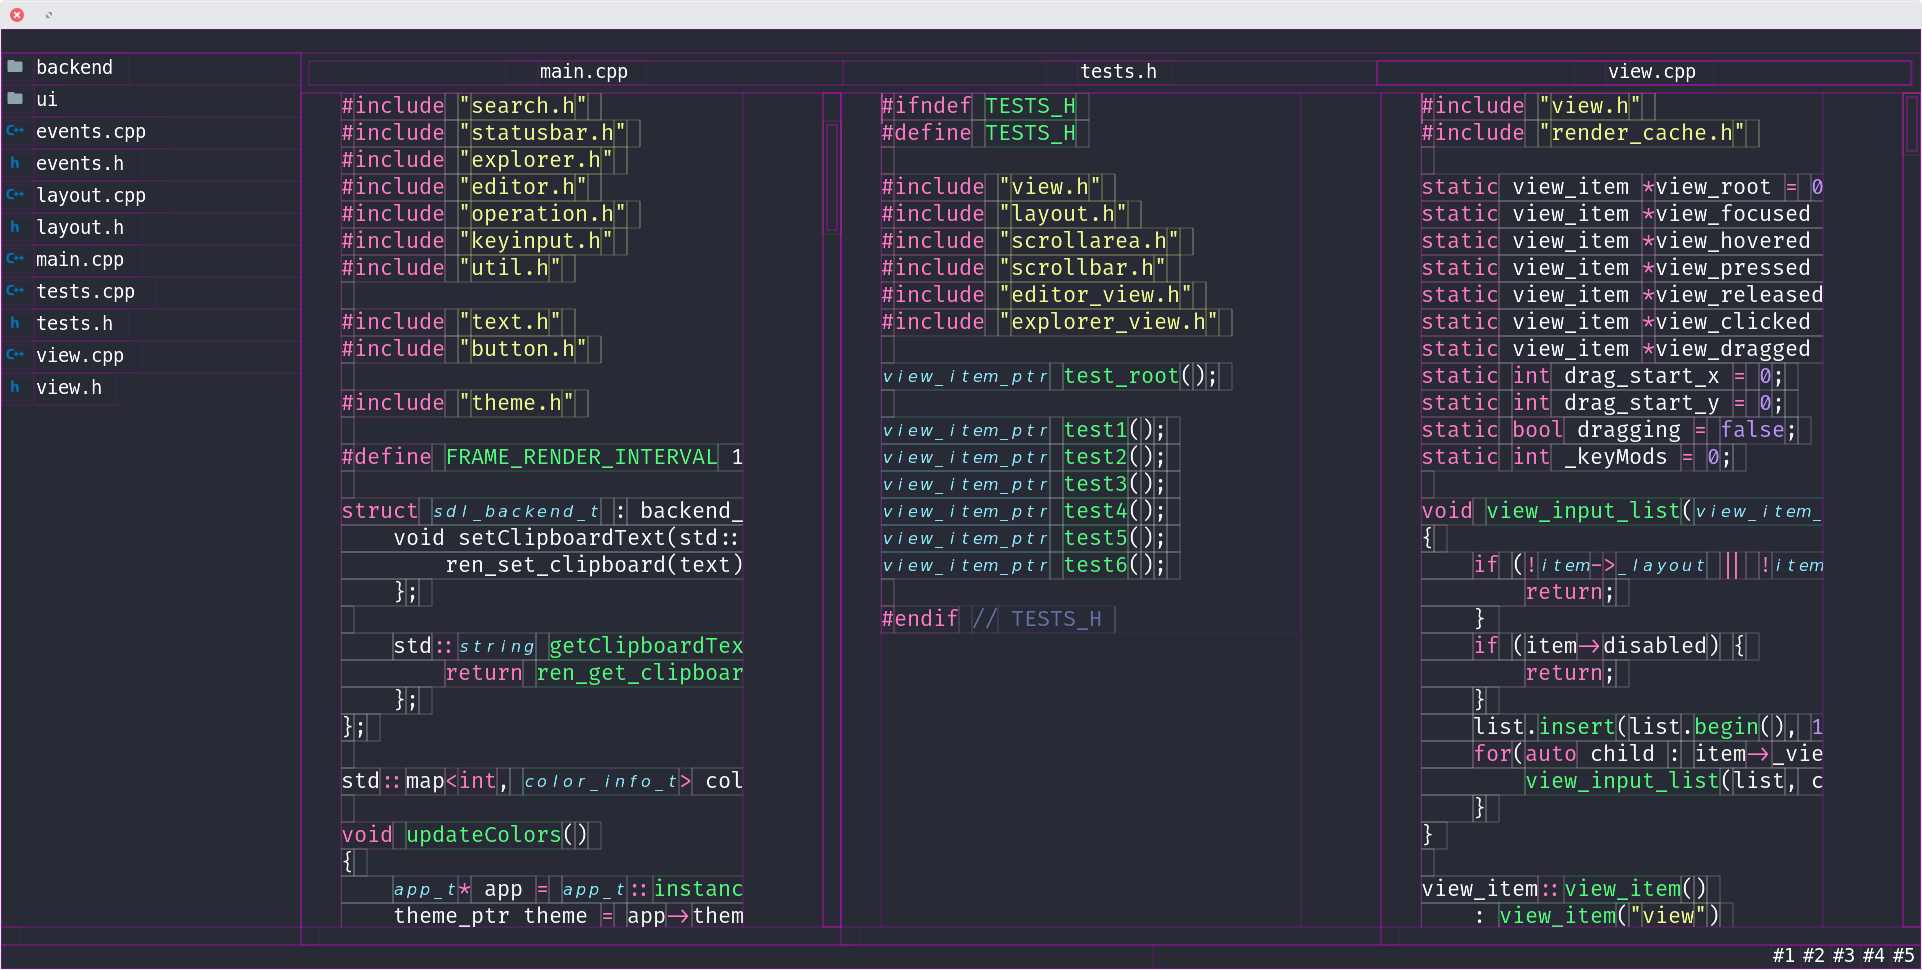 backend
ui
events.cpp
events.h
layout.cpp
layout.h
main.cpp
tests.cpp
tests.h
view.cpp
view.h
main.cpp
#include "search.h"
#include "statusbar.h"
#include "explorer.h"
#include "editor.h"
#include "operation.h"
#include "keyinput.h"
#include "util.h"
#include "text.h"
#include "button.h"
#include "theme.h"
#define FRAME_RENDER_INTERVAL 1
struct sdl_backend_t : backend_
void setClipboardText(std::
ren_set_clipboard(text)
};
std::string getClipboardTex
return ren_get_clipboar
};
};
std::map<int, color_info_t> col
void updateColors()
{
app_t* app = app_t::instanc
theme_ptr theme = app->them
tests.h
#ifndef TESTS_H
#define TESTS_H
#include "view.h"
#include "layout.h"
#include "scrollarea.h"
#include "scrollbar.h"
#include "editor_view.h"
#include "explorer_view.h"
view_item_ptr test_root();
view_item_ptr test1();
view_item_ptr test2();
view_item_ptr test3();
view_item_ptr test4();
view_item_ptr test5();
view_item_ptr test6();
#endif // TESTS_H
view.cpp
#include "view.h"
#include "render_cache.h"
static view_item *view_root = 0
static view_item *view_focused
static view_item *view_hovered
static view_item *view_pressed
static view_item *view_released
static view_item *view_clicked
static view_item *view_dragged
static int drag_start_x = 0;
static int drag_start_y = 0;
static bool dragging = false;
static int _keyMods = 0;
void view_input_list(view_item_
{
if (!item->_layout || !item
return;
}
if (item->disabled) {
return;
}
list.insert(list.begin(), 1
for(auto child : item->_vie
view_input_list(list, c
}
}
view_item::view_item()
: view_item("view")
#1 #2 #3 #4 #5